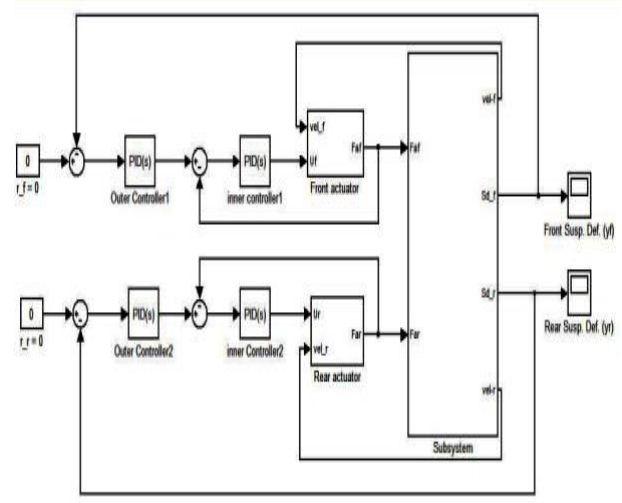 vel-f
vel_f
0
PID(s)
PID(s)
Uf
Faf
Faf
r_f = 0
Outer Controller1
inner controller1
Front actuator
Sd_f
Front Susp. Def. (yf)
0
PID(s)
PID(s)
Ur
Sd_r
r_r = 0
Far
Far
Rear Susp. Def. (yr)
Outer Controller2
inner Controller2
vel_r
Rear actuator
vel-r
Subsystem